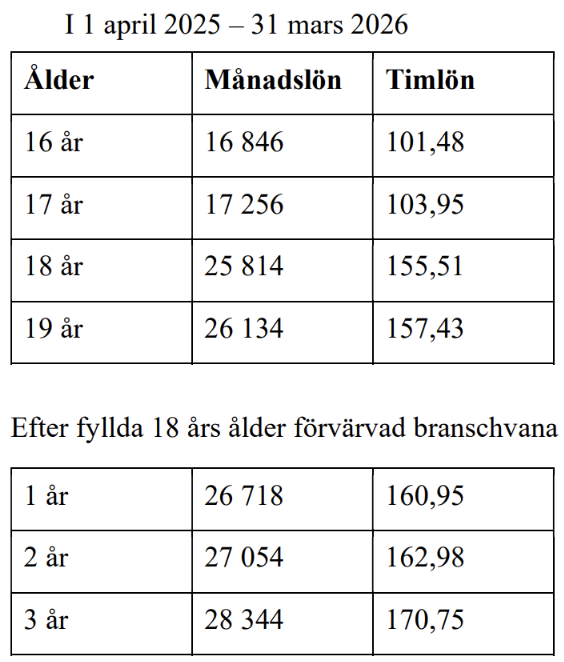 I 1 april 2025 – 31 mars 2026
Ålder Månadslön Timlön
16 år 16 846 101,48
17 år 17 256 103,95
18 år 25 814 155,51
19 år 26 134 157,43
Efter fyllda 18 års ålder förvärvad branschvana
1 år 26 718 160,95
2 år 27 054 162,98
3 år 28 344 170,75